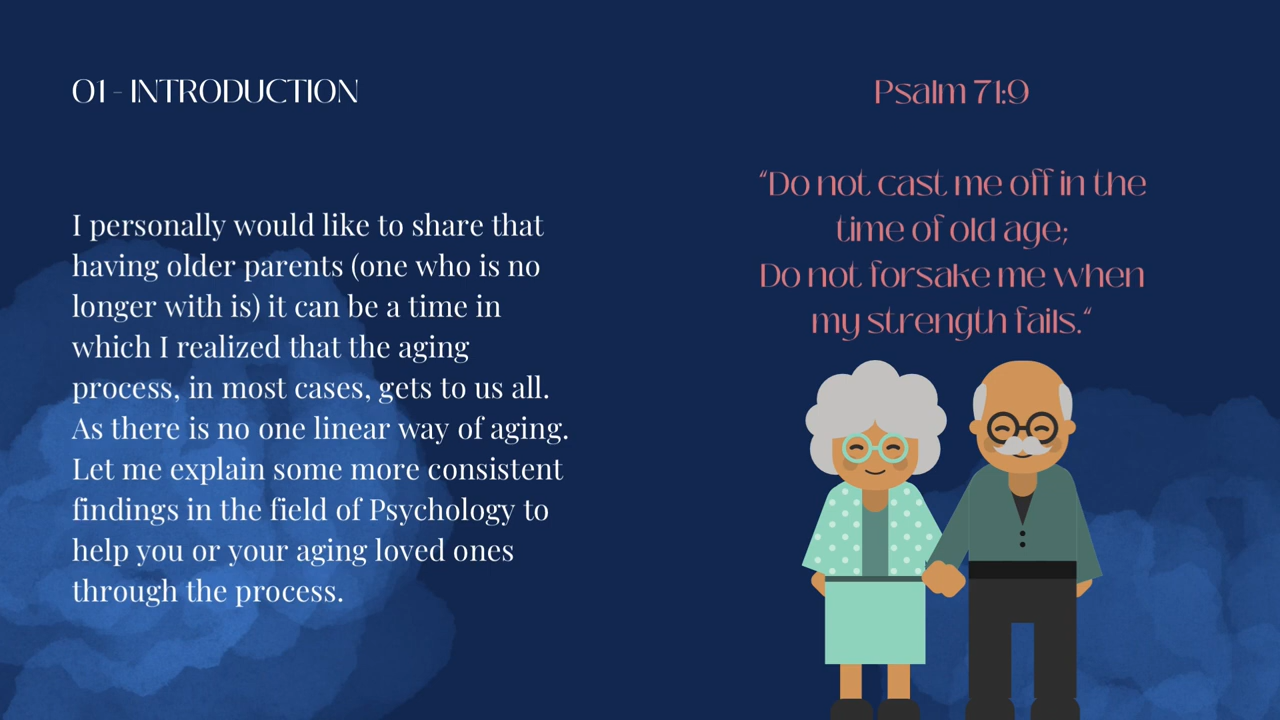 01 - INTRODUCTION
I personally would like to share that
having older parents (one who is no
longer with is) it can be a time in
which I realized that the aging
process, in most cases, gets to us all.
As there is no one linear way of aging.
Let me explain some more consistent
findings in the field of Psychology to
help you or your aging loved ones
through the process.
Psalm 71:9
“Do not cast me off in the
time of old age;
Do not forsake me when
my strength fails.“